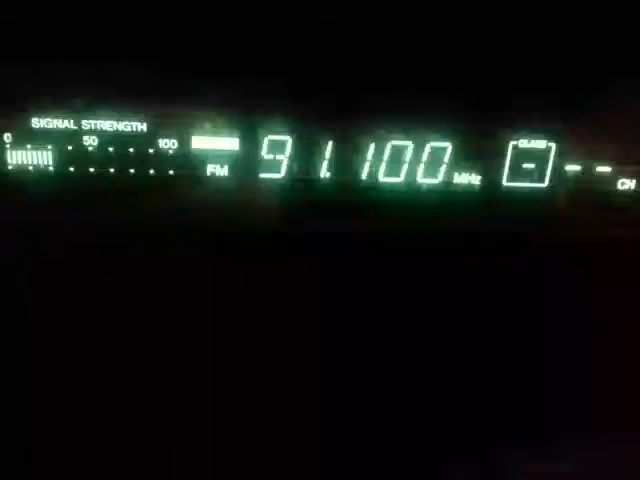 SIGNAL STRENGTH
0 50 100
FM 91.100 MHz
CLASS
- - - CH